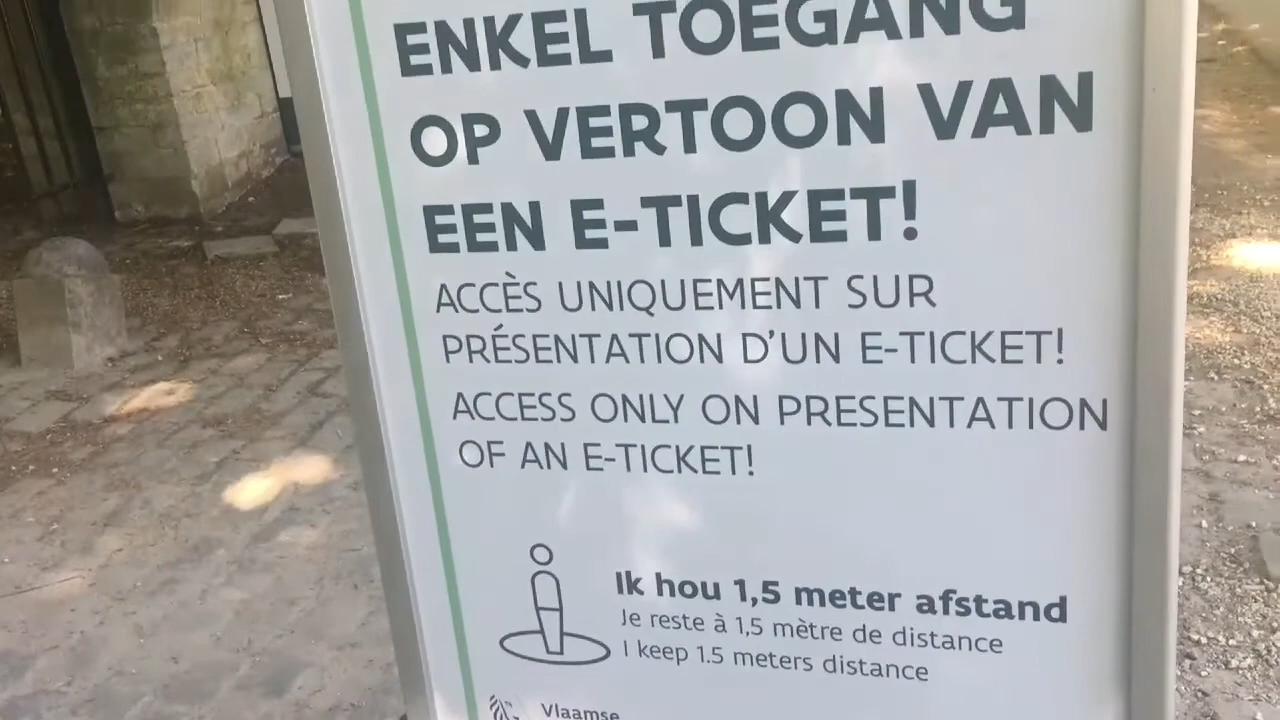 ENKEL TOEGANG
OP VERTOON VAN
EEN E-TICKET!
ACCÈS UNIQUEMENT SUR
PRÉSENTATION D'UN E-TICKET!
ACCESS ONLY ON PRESENTATION
OF AN E-TICKET!
Ik hou 1,5 meter afstand
Je reste à 1,5 mètre de distance
I keep 1.5 meters distance
Vlaamse